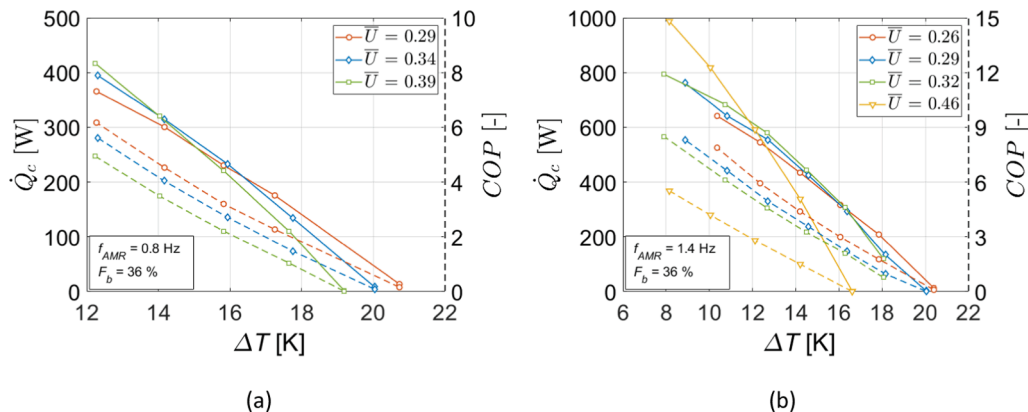 500
400
300
200
100
0
Q̇c [W]
10
8
6
4
2
0
COP [-]
U̅ = 0.29
U̅ = 0.34
U̅ = 0.39
fAMR = 0.8 Hz
Fb = 36 %
12 14 16 18 20 22
ΔT [K]
(a)
1000
800
600
400
200
0
Q̇c [W]
15
12
9
6
3
0
COP [-]
U̅ = 0.26
U̅ = 0.29
U̅ = 0.32
U̅ = 0.46
fAMR = 1.4 Hz
Fb = 36 %
6 8 10 12 14 16 18 20 22
ΔT [K]
(b)